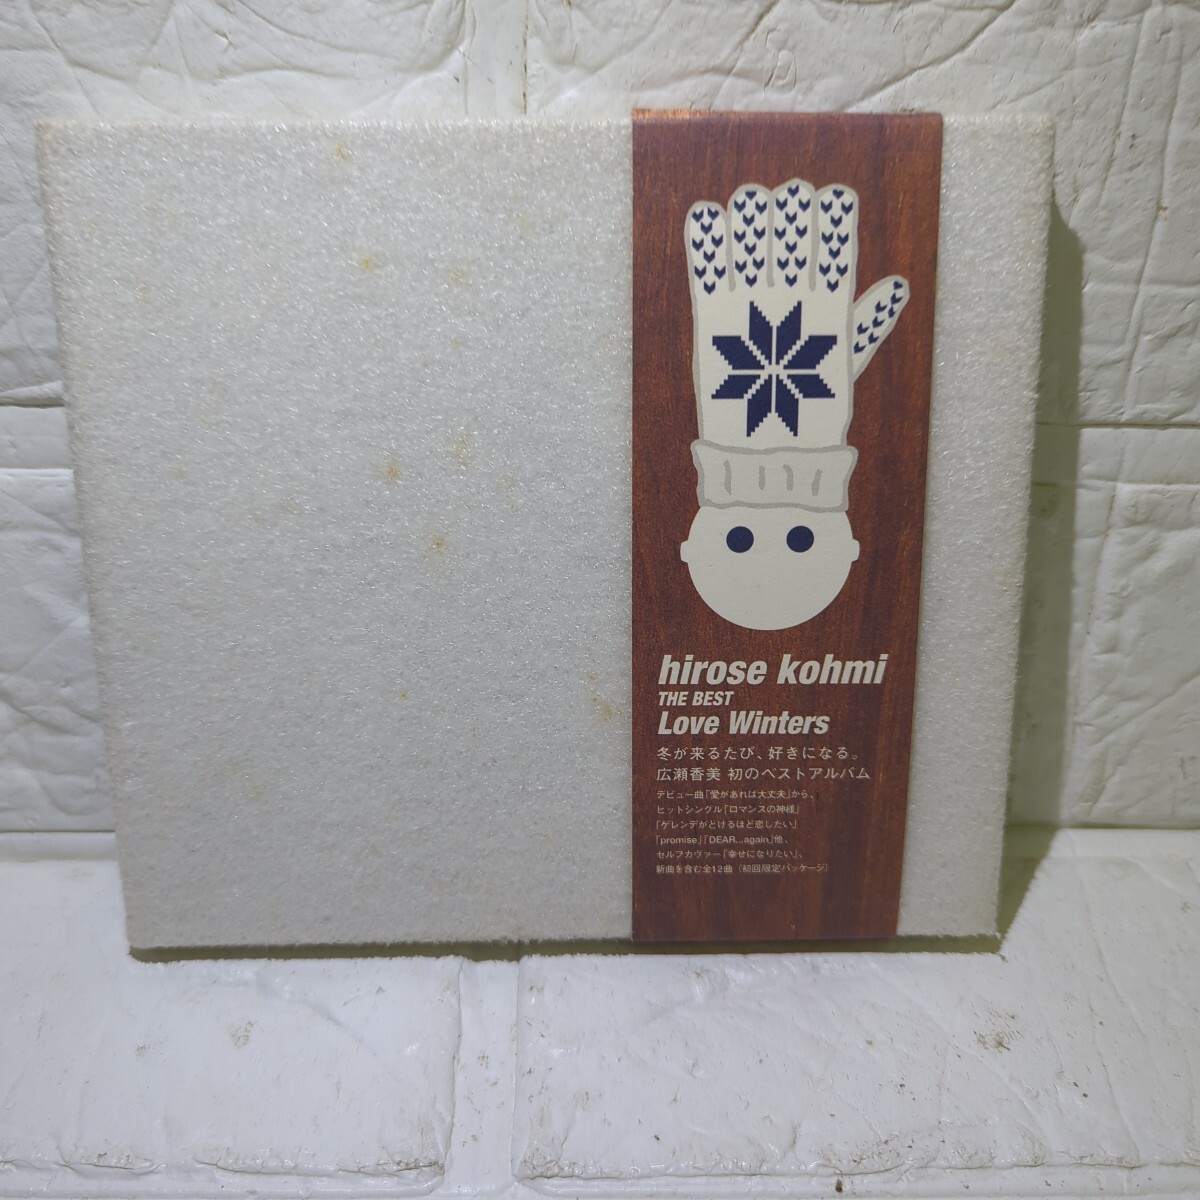 hirose kohmi
THE BEST
Love Winters
冬が来るたび、好きになる。
広瀬香美 初のベストアルバム
デビュー曲「愛があれば大丈夫」から、
ヒットシングル「ロマンスの神様」
「ゲレンデがとけるほど恋したい」
「promise」「DEAR...again」他、
セルフカヴァー「幸せになりたい」、
新曲を含む全12曲（初回限定パッケージ）